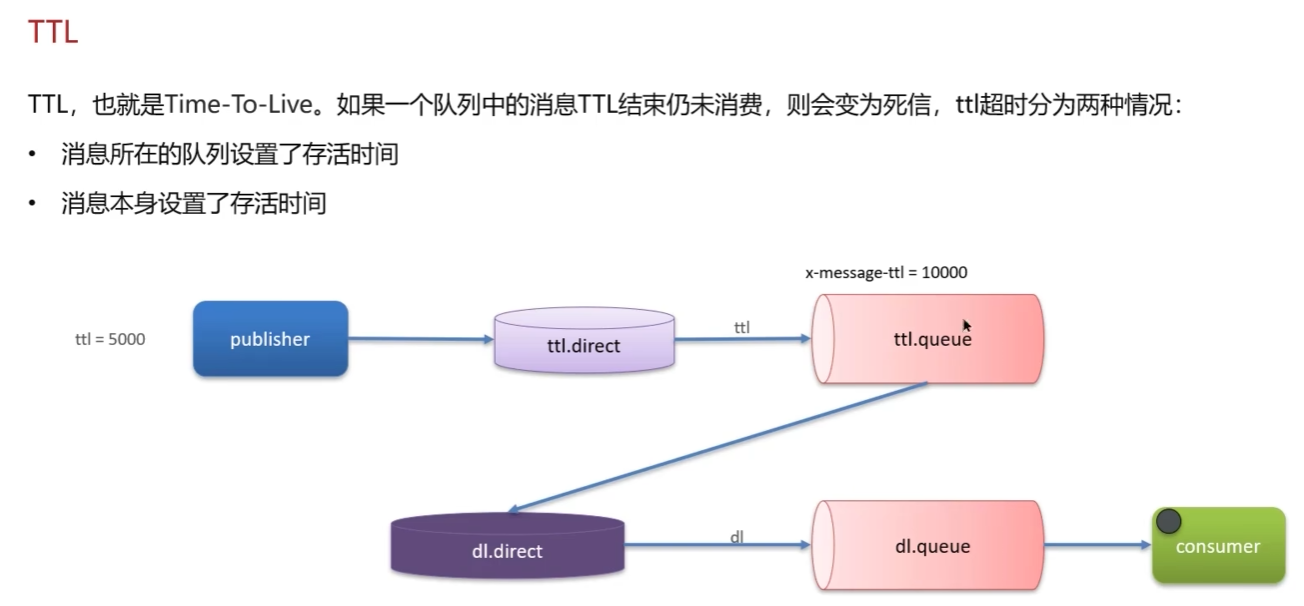 TTL
TTL，也就是Time-To-Live。如果一个队列中的消息TTL结束仍未消费，则会变为死信，ttl超时分为两种情况：
• 消息所在的队列设置了存活时间
• 消息本身设置了存活时间
x-message-ttl = 10000
ttl = 5000
publisher
ttl.direct
ttl
ttl.queue
dl.direct
dl
dl.queue
consumer